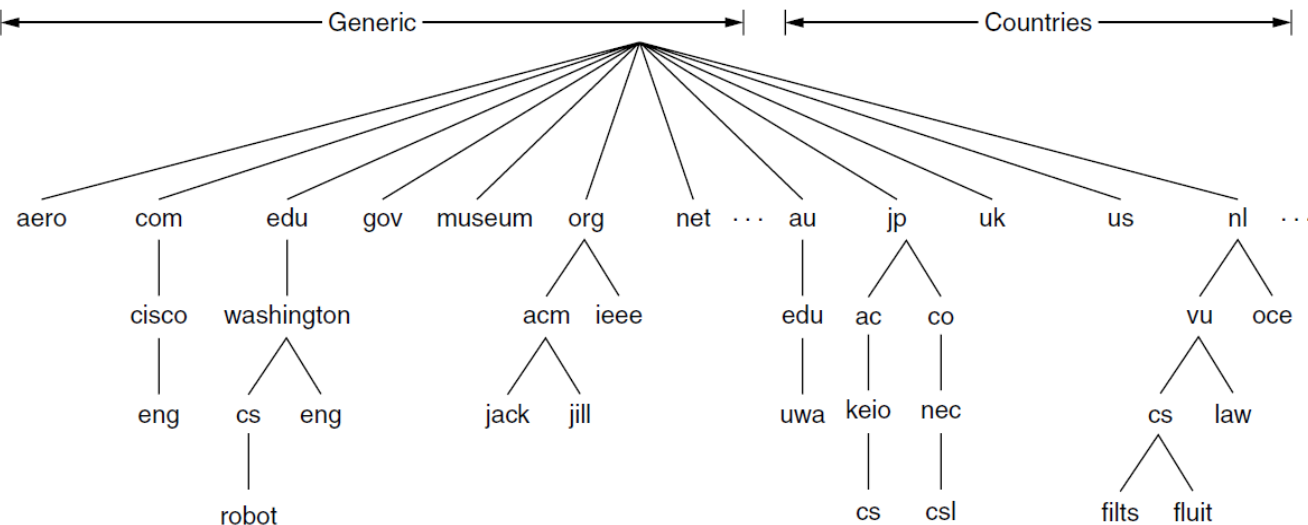 Generic Countries
aero com edu gov museum org net ... au jp uk us nl ...
cisco washington acm ieee edu ac co vu oce
eng cs eng jack jill uwa keio nec cs law
robot cs csl filts fluit